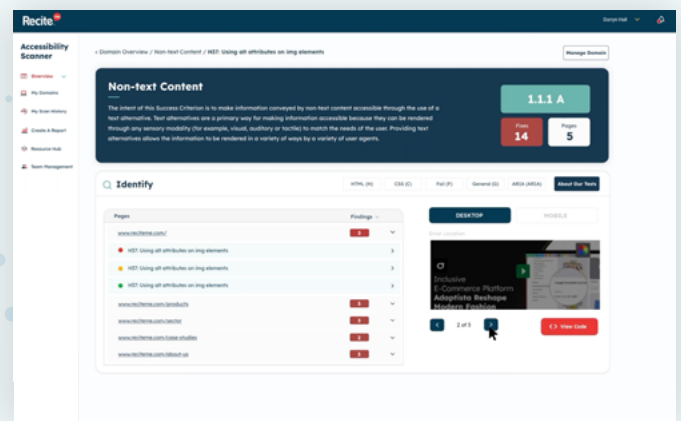 Recite
Darryn Hall
Accessibility
Scanner
Overview
My Domains
My Scan History
Create A Report
Resource Hub
Team Management
< Domain Overview / Non-text Content / H37: Using alt attributes on img elements
Manage Domain
Non-text Content
The intent of this Success Criterion is to make information conveyed by non-text content accessible through the use of a
text alternative. Text alternatives are a primary way for making information accessible because they can be rendered
through any sensory modality (for example, visual, auditory or tactile) to match the needs of the user. Providing text
alternatives allows the information to be rendered in a variety of ways by a variety of user agents.
1.1.1 A
Fixes
14
Pages
5
Identify
HTML (H)
CSS (C)
Fail (F)
General (G)
ARIA (ARIA)
About Our Tests
Pages
Findings
www.reciteme.com/
3
H37: Using alt attributes on img elements
H37: Using alt attributes on img elements
H37: Using alt attributes on img elements
www.reciteme.com/products
www.reciteme.com/sector
www.reciteme.com/case-studies
www.reciteme.com/about-us
DESKTOP
MOBILE
Error Location
Inclusive
E-Commerce Platform
Adaptista Reshape
Modern Fashion
2 of 5
<> View Code